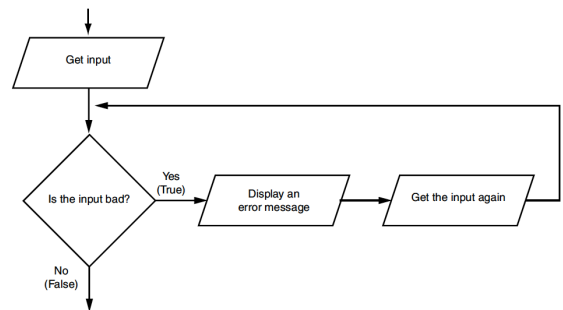 Get input
Is the input bad?
Yes
(True)
Display an
error message
Get the input again
No
(False)